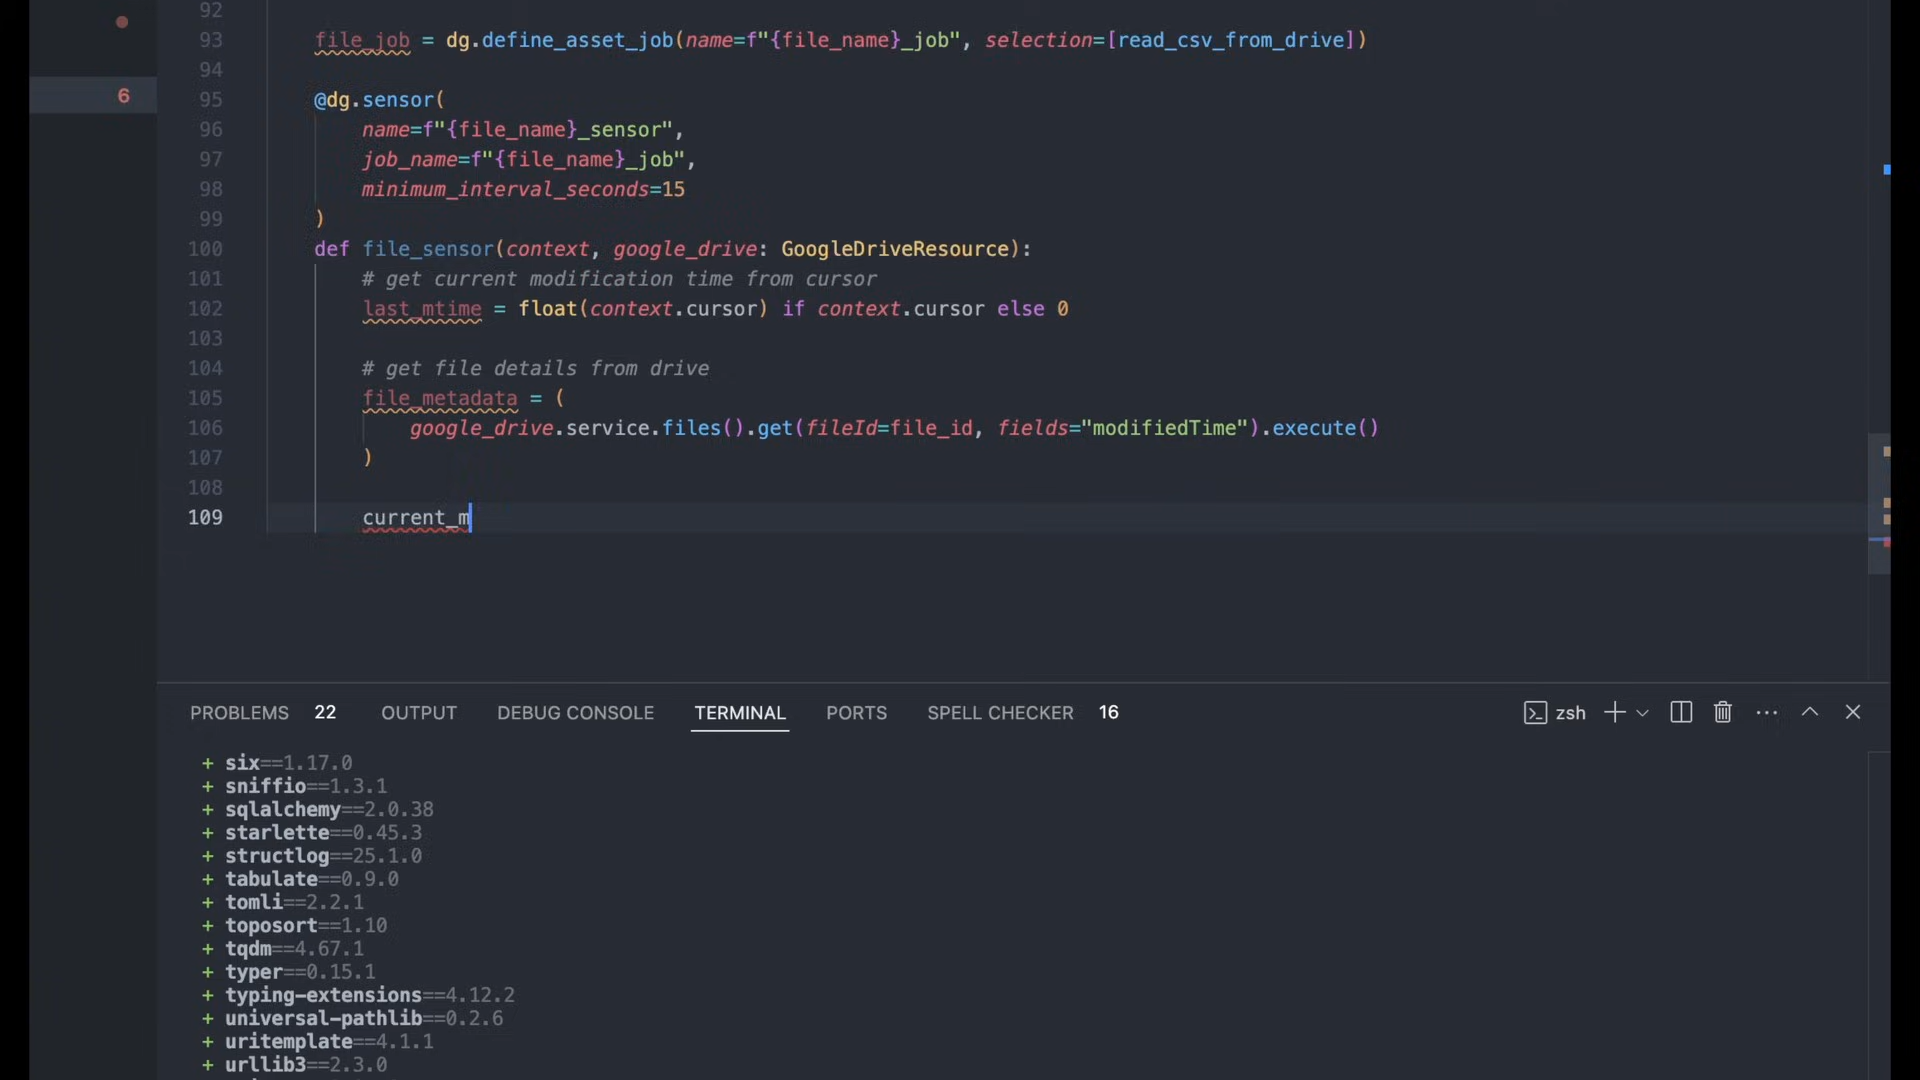 92
6
93 file_job = dg.define_asset_job(name=f"{file_name}_job", selection=[read_csv_from_drive])
94
95 @dg.sensor(
96 name=f"{file_name}_sensor",
97 job_name=f"{file_name}_job",
98 minimum_interval_seconds=15
99 )
100 def file_sensor(context, google_drive: GoogleDriveResource):
101 # get current modification time from cursor
102 last_mtime = float(context.cursor) if context.cursor else 0
103
104 # get file details from drive
105 file_metadata = (
106 google_drive.service.files().get(fileId=file_id, fields="modifiedTime").execute()
107 )
108
109 current_m
PROBLEMS 22 OUTPUT DEBUG CONSOLE TERMINAL PORTS SPELL CHECKER 16 zsh
+ six==1.17.0
+ sniffio==1.3.1
+ sqlalchemy==2.0.38
+ starlette==0.45.3
+ structlog==25.1.0
+ tabulate==0.9.0
+ tomli==2.2.1
+ toposort==1.10
+ tqdm==4.67.1
+ typer==0.15.1
+ typing-extensions==4.12.2
+ universal-pathlib==0.2.6
+ uritemplate==4.1.1
+ urllib3==2.3.0